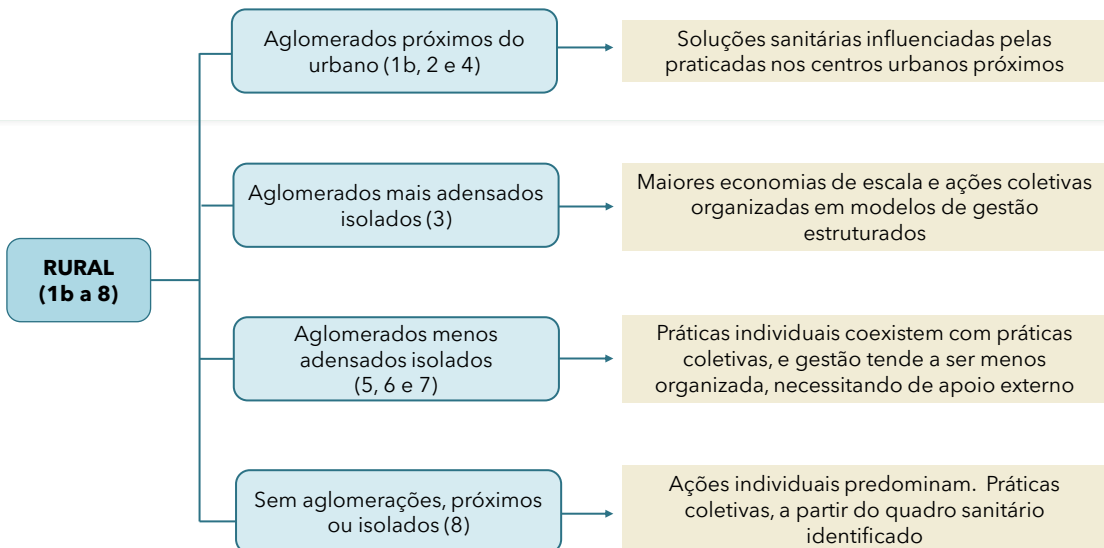 Aglomerados próximos do
urbano (1b, 2 e 4)
Soluções sanitárias influenciadas pelas
praticadas nos centros urbanos próximos
Aglomerados mais adensados
isolados (3)
Maiores economias de escala e ações coletivas
organizadas em modelos de gestão
estruturados
RURAL
(1b a 8)
Aglomerados menos
adensados isolados
(5, 6 e 7)
Práticas individuais coexistem com práticas
coletivas, e gestão tende a ser menos
organizada, necessitando de apoio externo
Sem aglomerações, próximos
ou isolados (8)
Ações individuais predominam. Práticas
coletivas, a partir do quadro sanitário
identificado